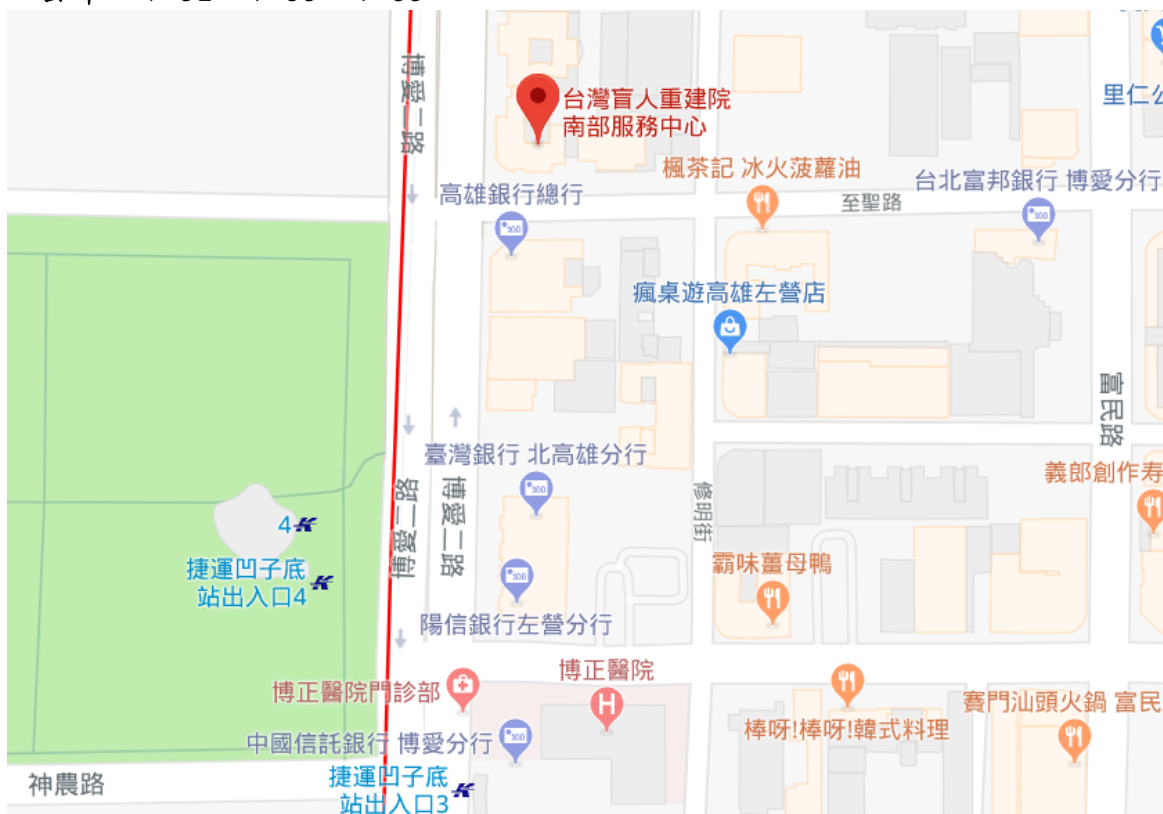 博愛二路
台灣盲人重建院
南部服務中心
里仁公
楓茶記 冰火菠蘿油
高雄銀行總行
台北富邦銀行 博愛分行
至聖路
瘋桌遊高雄左營店
富民路
臺灣銀行 北高雄分行
義郎創作寿
博愛二路
博愛二路
修明街
4
捷運凹子底
站出入口4
霸味薑母鴨
陽信銀行左營分行
博正醫院
博正醫院門診部
賽門汕頭火鍋 富民
棒呀!棒呀!韓式料理
中國信託銀行 博愛分行
神農路
捷運凹子底
站出入口3